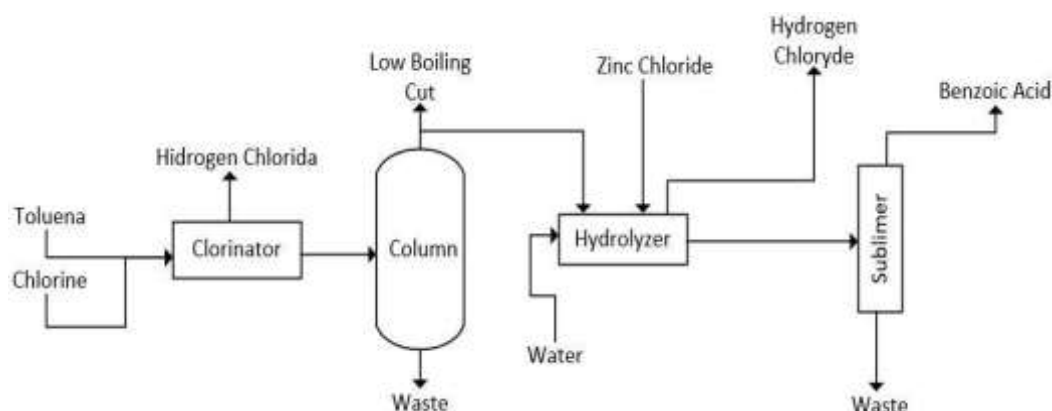 Hydrogen
Chloryde
Low Boiling
Cut
Zinc Chloride
Benzoic Acid
Hidrogen Chlorida
Toluena
Clorinator
Column
Hydrolyzer
Sublimer
Chlorine
Water
Waste
Waste